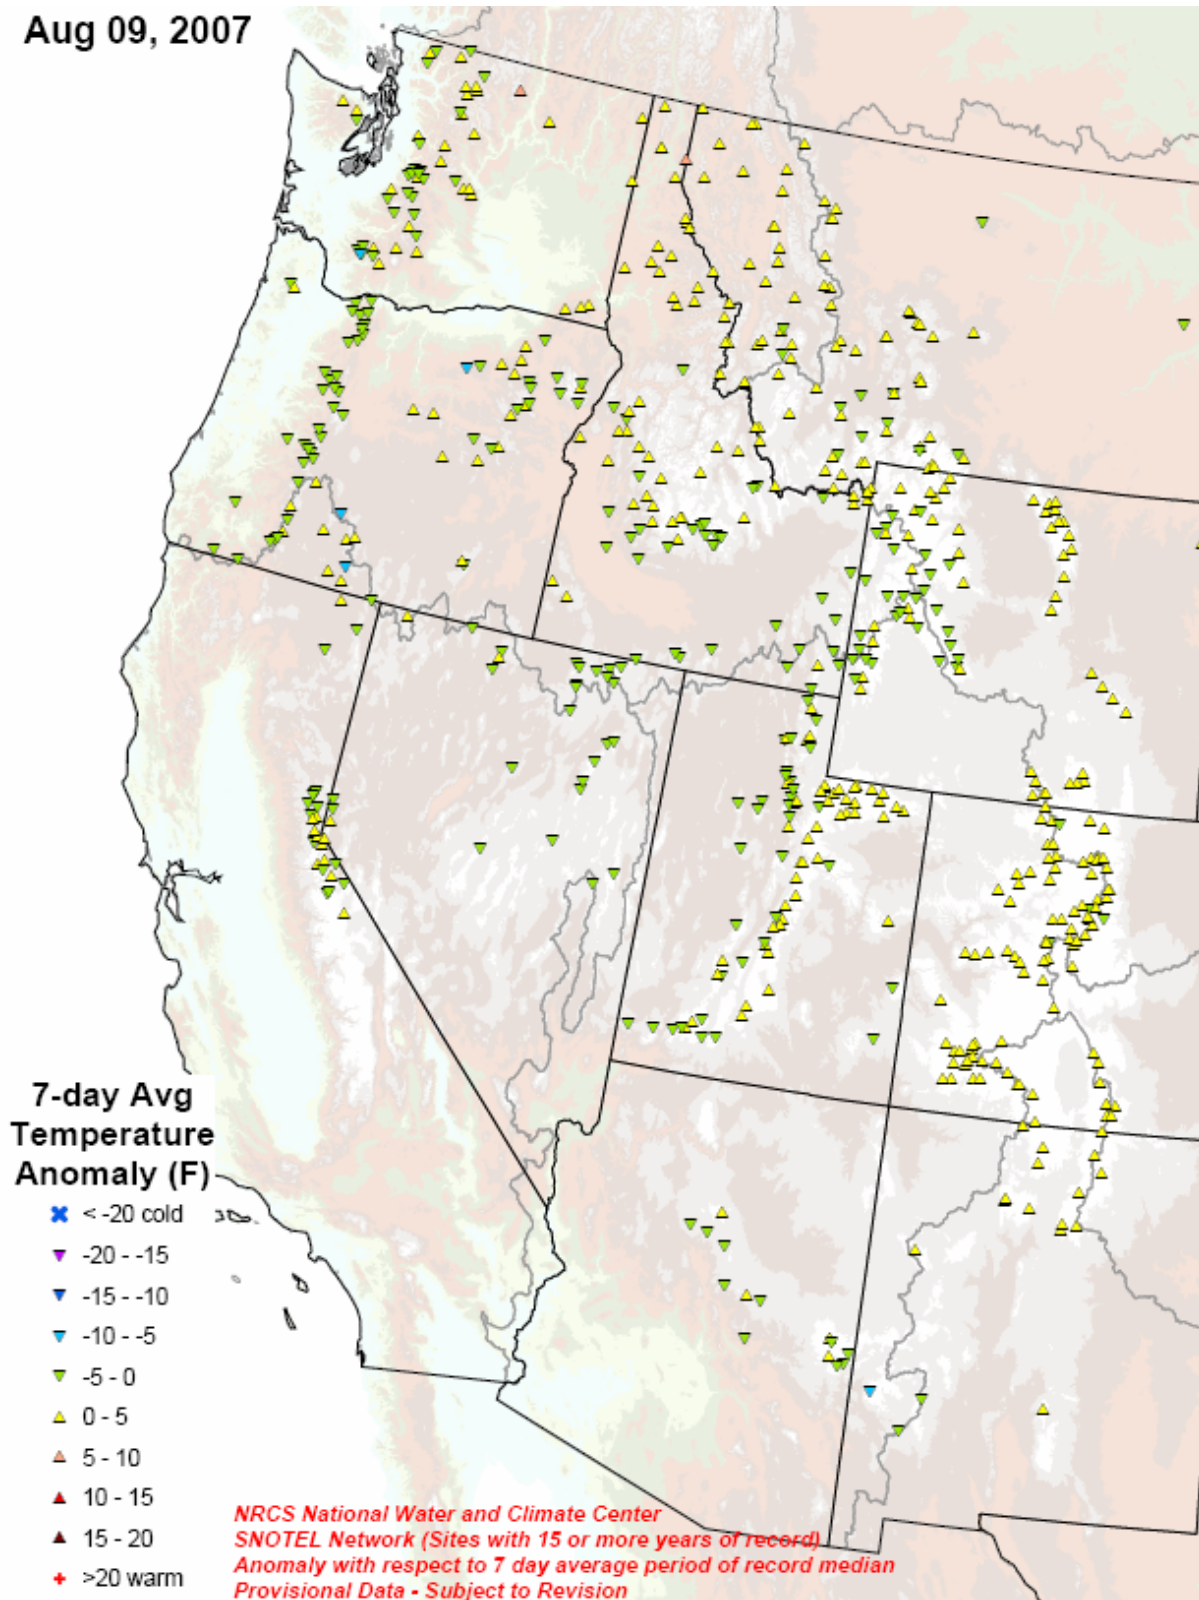 Aug 09, 2007
7-day Avg
Temperature
Anomaly (F)
< -20 cold
-20 - -15
-15 - -10
-10 - -5
-5 - 0
0 - 5
5 - 10
10 - 15
15 - 20
>20 warm
NRCS National Water and Climate Center
SNOTEL Network (Sites with 15 or more years of record)
Anomaly with respect to 7 day average period of record median
Provisional Data - Subject to Revision